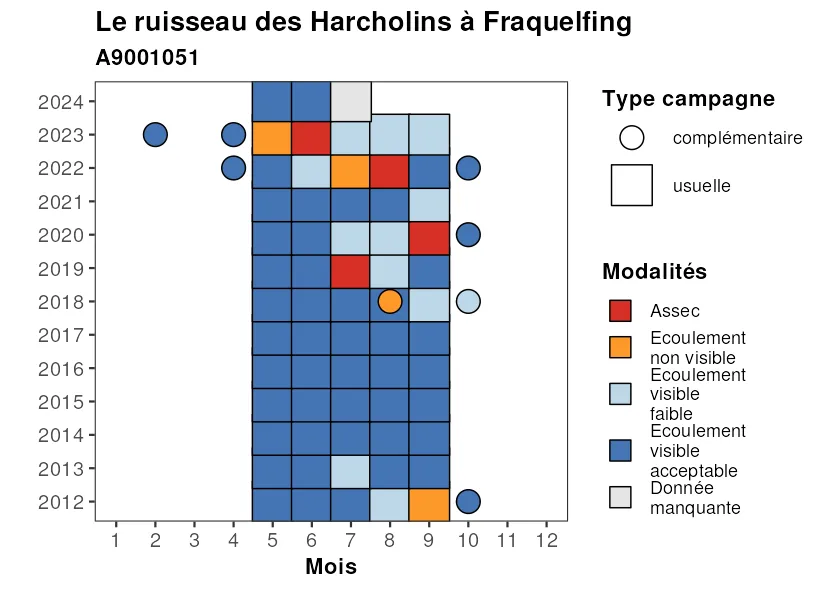 Le ruisseau des Harcholins à Fraquelfing
A9001051
2024
2023
2022
2021
2020
2019
2018
2017
2016
2015
2014
2013
2012
1 2 3 4 5 6 7 8 9 10 11 12
Mois
Type campagne
complémentaire
usuelle
Modalités
Assec
Ecoulement
non visible
Ecoulement
visible
faible
Ecoulement
visible
acceptable
Donnée
manquante